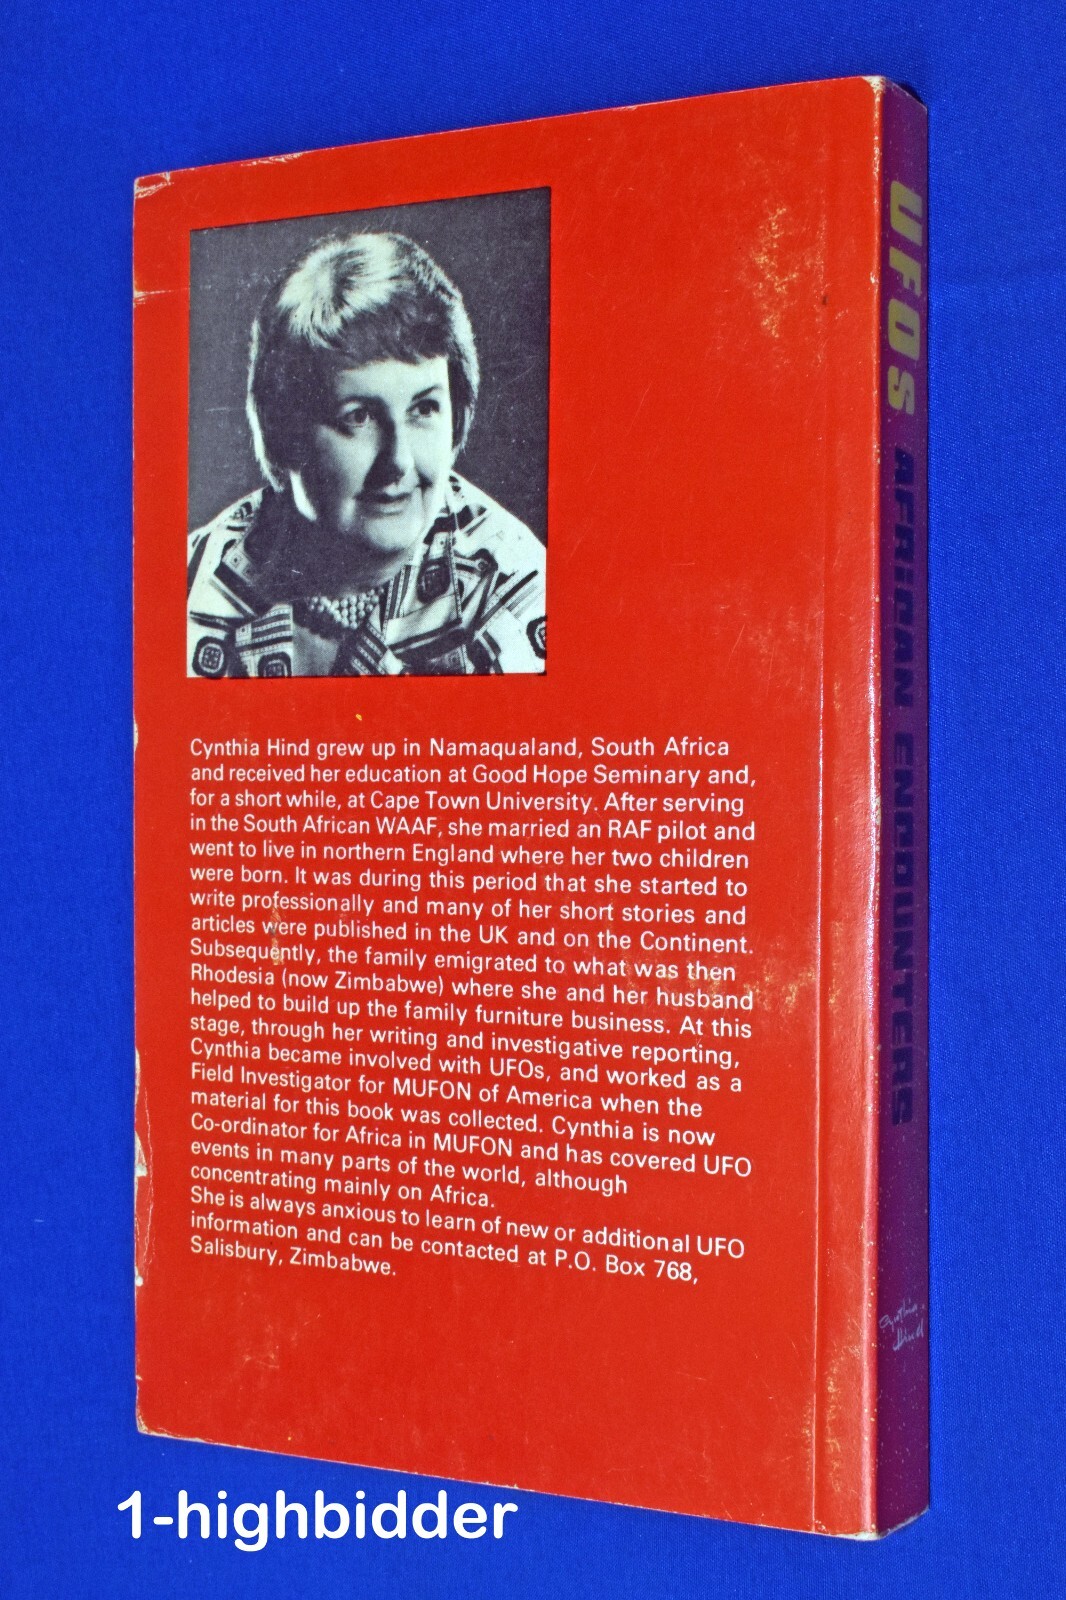 UFOS AFRICAN ENCOUNTERS
Cynthia Hind
Cynthia Hind grew up in Namaqualand, South Africa
and received her education at Good Hope Seminary and,
for a short while, at Cape Town University. After serving
in the South African WAAF, she married an RAF pilot and
went to live in northern England where her two children
were born. It was during this period that she started to
write professionally and many of her short stories and
articles were published in the UK and on the Continent.
Subsequently, the family emigrated to what was then
Rhodesia (now Zimbabwe) where she and her husband
helped to build up the family furniture business. At this
stage, through her writing and investigative reporting,
Cynthia became involved with UFOs, and worked as a
Field Investigator for MUFON of America when the
material for this book was collected. Cynthia is now
Co-ordinator for Africa in MUFON and has covered UFO
events in many parts of the world, although
concentrating mainly on Africa.
She is always anxious to learn of new or additional UFO
information and can be contacted at P.O. Box 768,
Salisbury, Zimbabwe.
1-highbidder